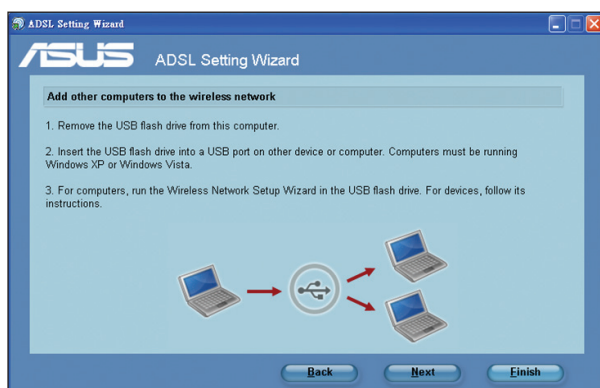 ADSL Setting Wizard
ASUS ADSL Setting Wizard
Add other computers to the wireless network
1. Remove the USB flash drive from this computer.
2. Insert the USB flash drive into a USB port on other device or computer. Computers must be running
Windows XP or Windows Vista.
3. For computers, run the Wireless Network Setup Wizard in the USB flash drive. For devices, follow its
instructions.
Back Next Finish